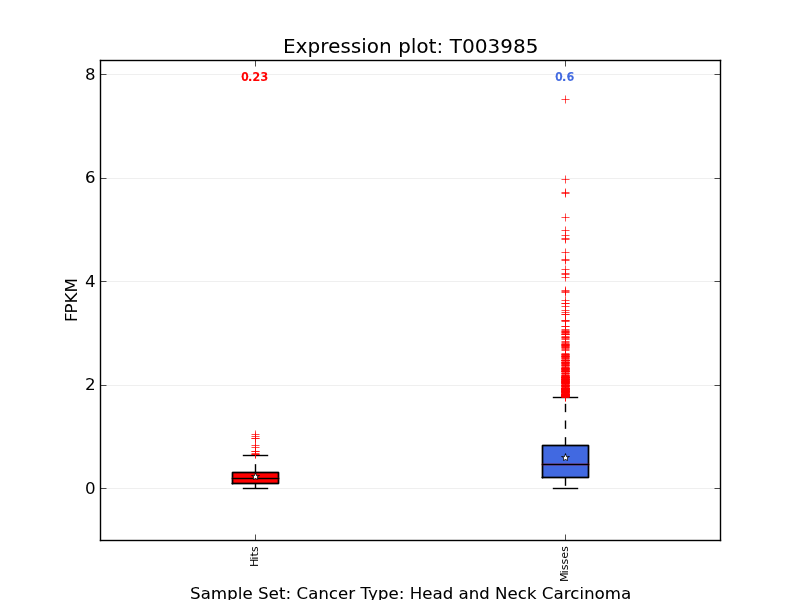 Expression plot: T003985
0.23
0.6
8
6
4
2
0
FPKM
Hits
Misses
Sample Set: Cancer Type: Head and Neck Carcinoma